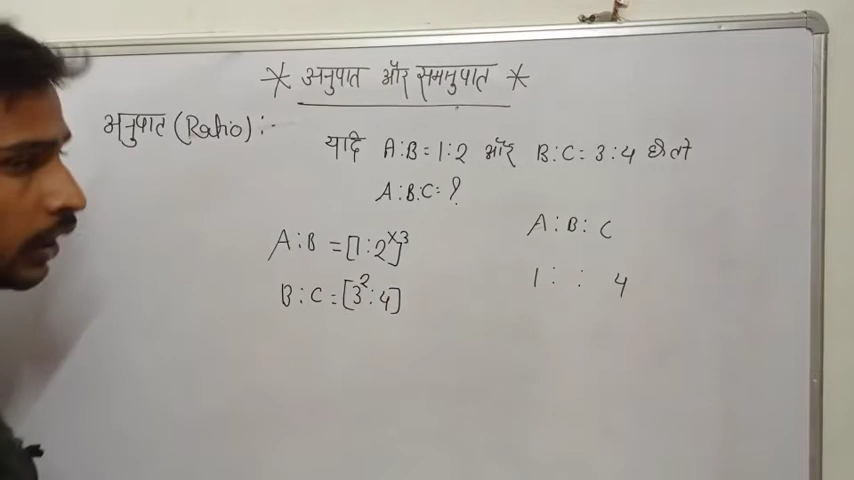 * अनुपात और समानुपात *
अनुपात (Ratio) :-
यदि A:B = 1:2 और B:C = 3:4 हो तो
A:B:C = ?
A:B = [1:2]×3
B:C = [3:4]2
A:B: C
1: : 4